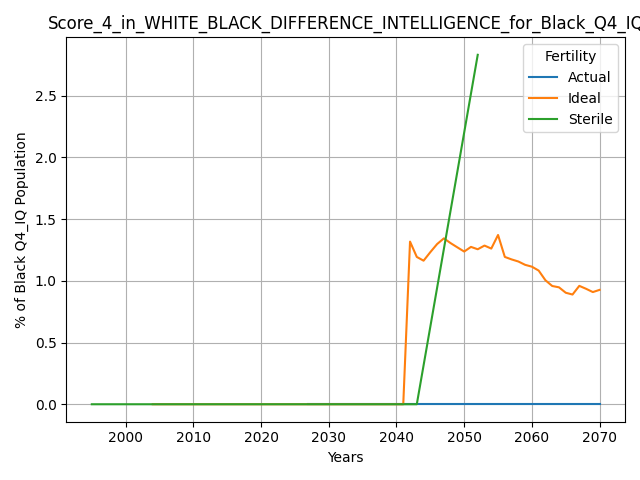 Score_4_in_WHITE_BLACK_DIFFERENCE_INTELLIGENCE_for_Black_Q4_IQ
Fertility
Actual
Ideal
Sterile
% of Black Q4_IQ Population
2.5
2.0
1.5
1.0
0.5
0.0
2000 2010 2020 2030 2040 2050 2060 2070
Years